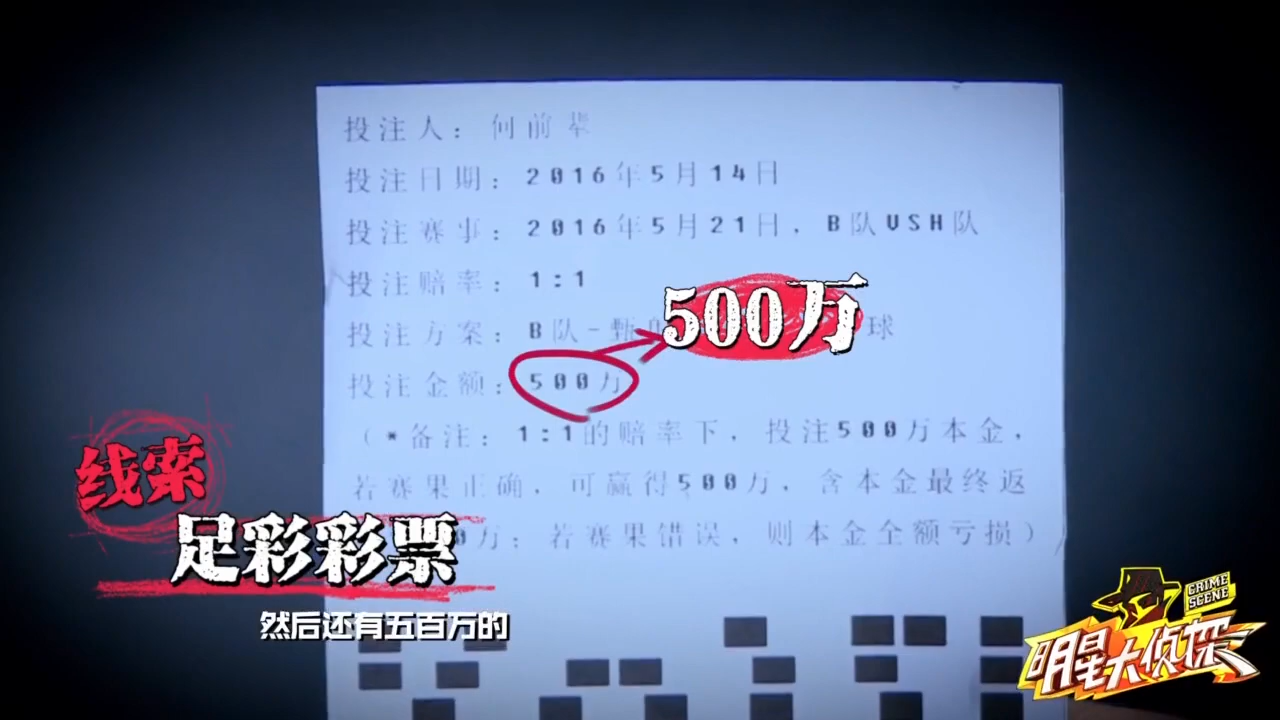 投注人：何前辈
投注日期：2016年5月14日
投注赛事：2016年5月21日，B队VSH队
投注赔率：1:1
500万
投注方案：B队-甄 球
投注金额：500万
（*备注：1:1的赔率下，投注500万本金，
若赛果正确，可赢得500万，含本金最终返
0万；若赛果错误，则本金全额亏损）
线索
足彩彩票
然后还有五百万的
CRIME
SCENE
明星大侦探